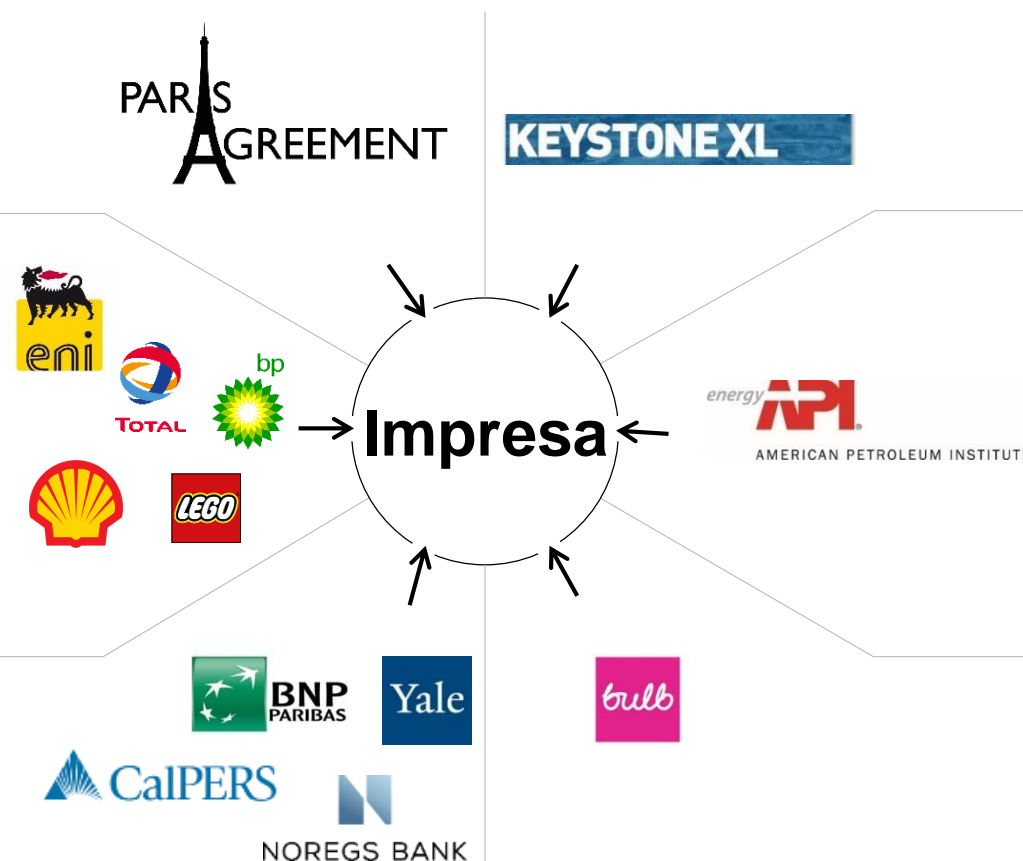 PARIS
AGREEMENT
KEYSTONE XL
eni
TOTAL
bp
Impresa
energy API
AMERICAN PETROLEUM INSTITUTE
LEGO
BNP
PARIBAS
Yale
bulb
CalPERS
NOREGS BANK